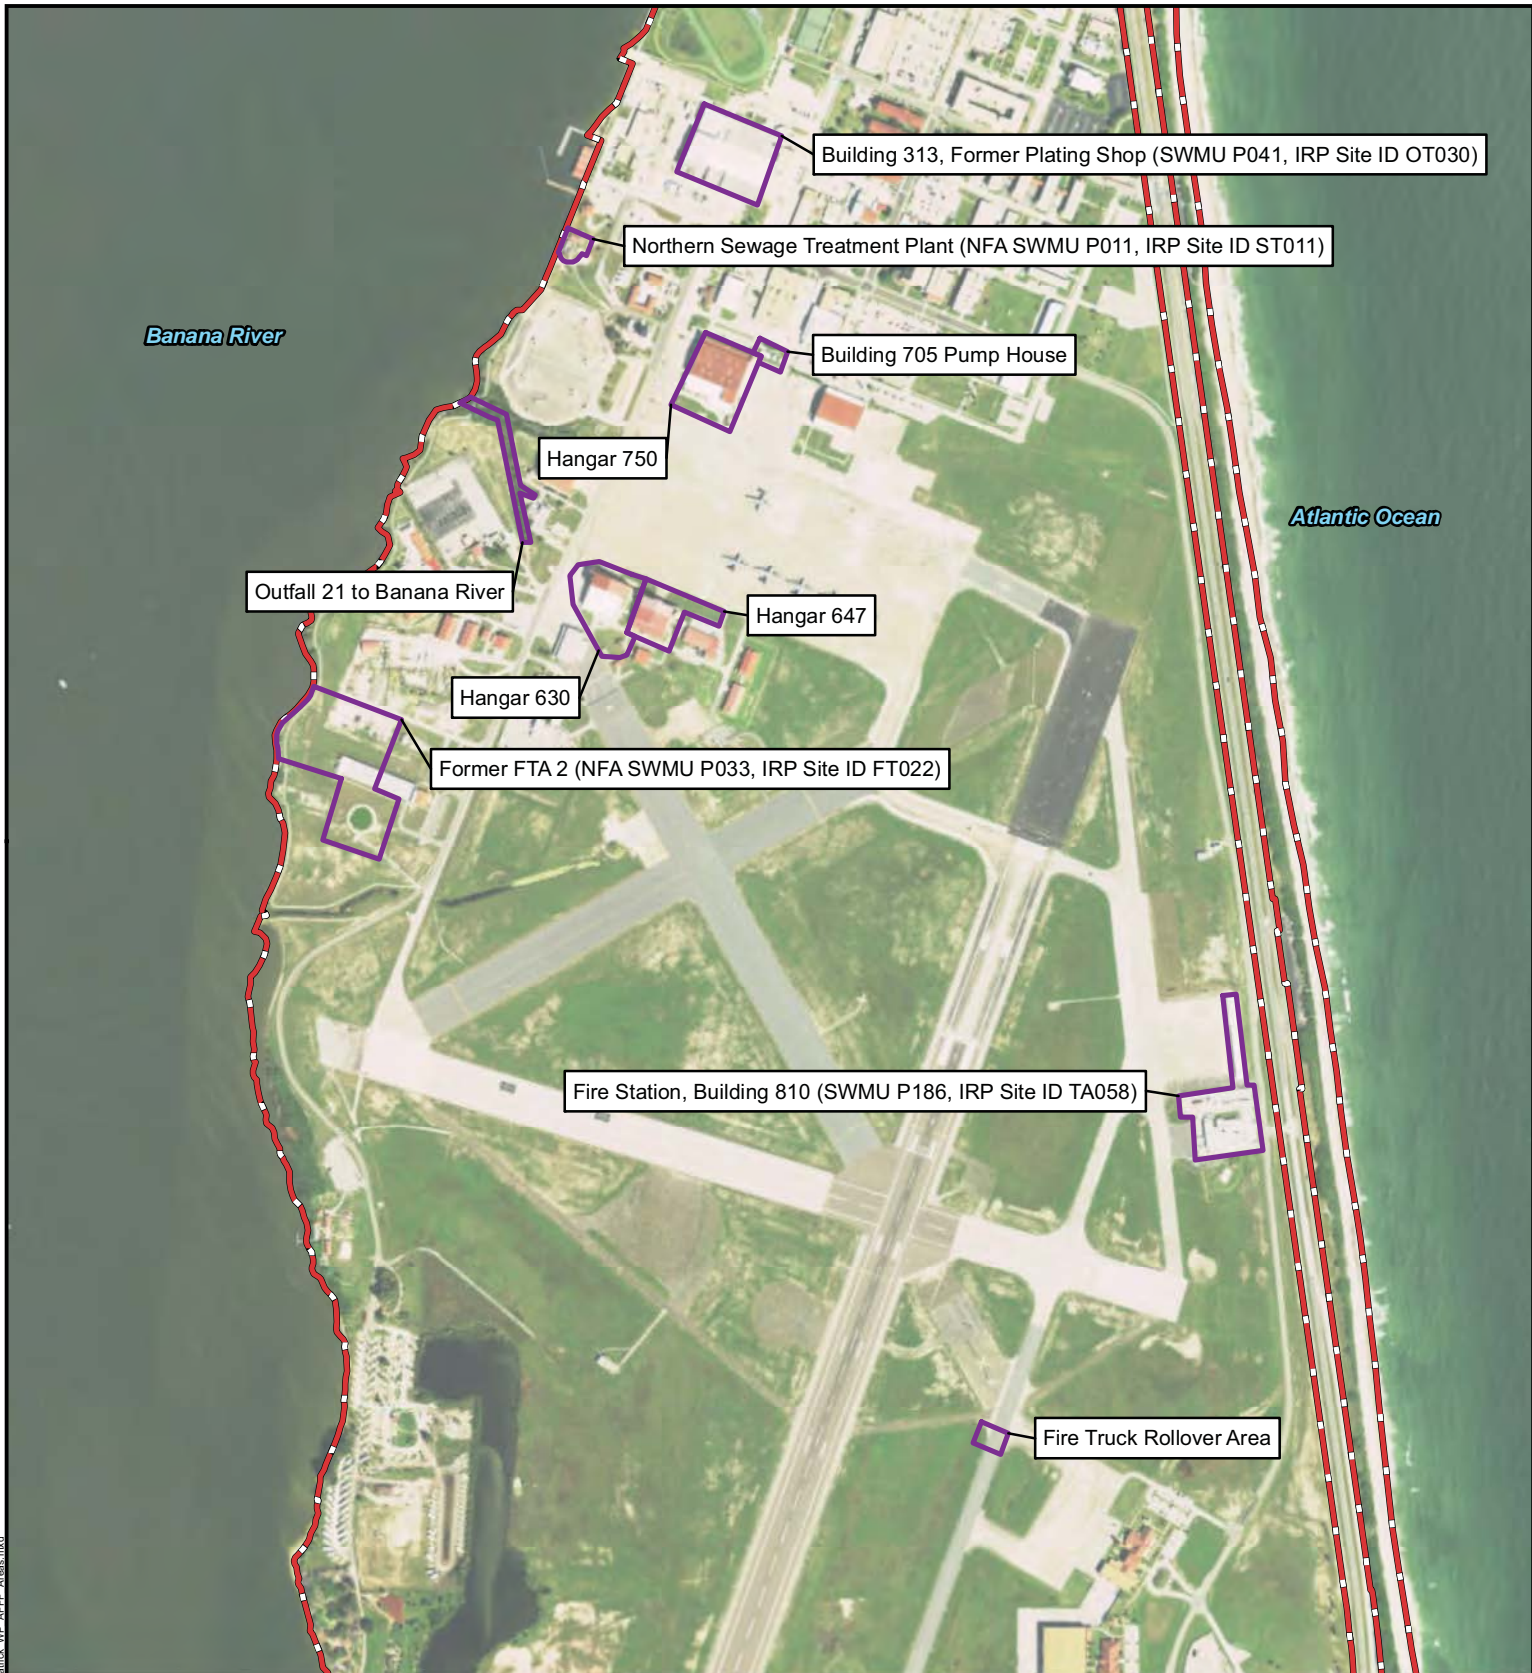 Building 313, Former Plating Shop (SWMU P041, IRP Site ID OT030)
Northern Sewage Treatment Plant (NFA SWMU P011, IRP Site ID ST011)
Banana River
Building 705 Pump House
Hangar 750
Atlantic Ocean
Outfall 21 to Banana River
Hangar 647
Hangar 630
Former FTA 2 (NFA SWMU P033, IRP Site ID FT022)
Fire Station, Building 810 (SWMU P186, IRP Site ID TA058)
Fire Truck Rollover Area